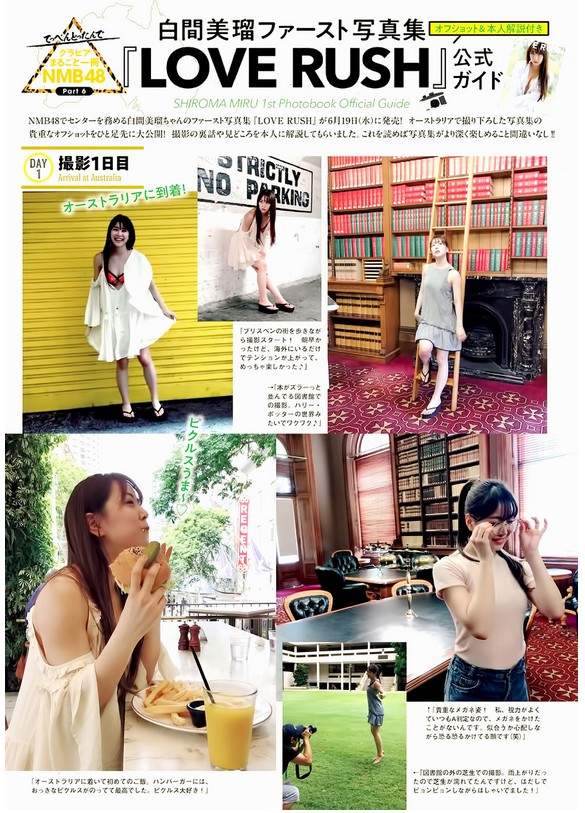 てっぺんとったんで
グラビア
まるごと一冊
NMB48
Part 6
白間美瑠ファースト写真集
オフショット&本人解説付き
『LOVE RUSH』
公式
ガイド
SHIROMA MIRU 1st Photobook Official Guide
NMB48でセンターを務める白間美瑠ちゃんのファースト写真集『LOVE RUSH』が6月19日(水)に発売! オーストラリアで撮り下ろした写真集の
貴重なオフショットをひと足先に大公開! 撮影の裏話や見どころを本人に解説してもらいました。これを読めば写真集がより深く楽しめること間違いなし!!
DAY
1
撮影1日目
Arrival at Australia
オーストラリアに到着!
STRICTLY
NO PARKING
「ブリスベンの街を歩きなが
ら撮影スタート! 朝早
かったけど、海外にいるだけ
でテンションが上がって、
めっちゃ楽しかった♪」
→「本がズラーっと
並んでる図書館で
の撮影。ハリー・
ポッターの世界み
たいでワクワク♪」
ピクルスうま〜♡
REGENT
「オーストラリアに着いて初めてのご飯。ハンバーガーには、
おっきなピクルスがのってて最高でした。ピクルス大好き!」
↑「貴重なメガネ姿! 私、視力がよく
ていつもA判定なので、メガネをかけた
ことがないんです。似合うか心配しな
がら恐る恐るかけてる顔です(笑)」
←「図書館の外の芝生での撮影。雨上がりだっ
たので芝生が濡れてたんですけど、はだしで
ピョンピョンしながらはしゃいでました!」